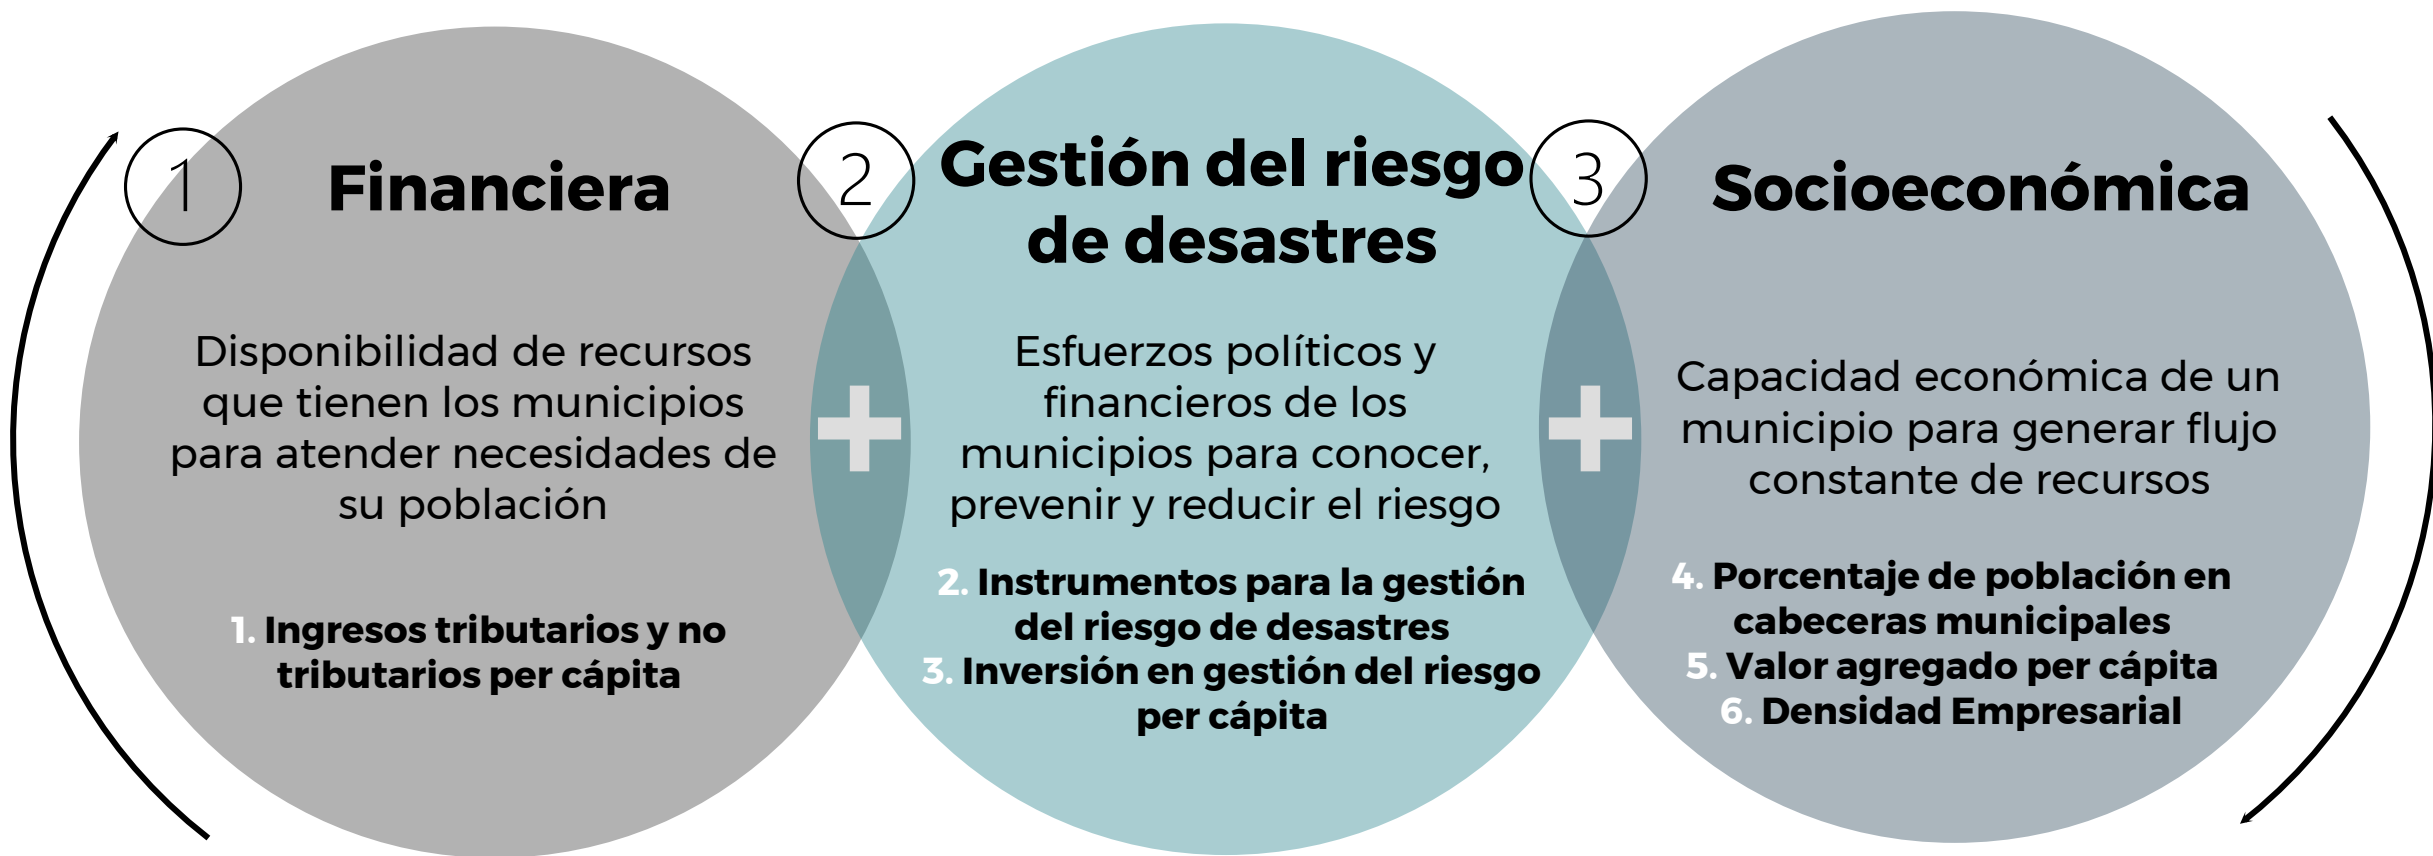 1
Financiera
Disponibilidad de recursos
que tienen los municipios
para atender necesidades de
su población
1. Ingresos tributarios y no
tributarios per cápita
2
Gestión del riesgo
de desastres
Esfuerzos políticos y
financieros de los
municipios para conocer,
prevenir y reducir el riesgo
2. Instrumentos para la gestión
del riesgo de desastres
3. Inversión en gestión del riesgo
per cápita
3
Socioeconómica
Capacidad económica de un
municipio para generar flujo
constante de recursos
4. Porcentaje de población en
cabeceras municipales
5. Valor agregado per cápita
6. Densidad Empresarial